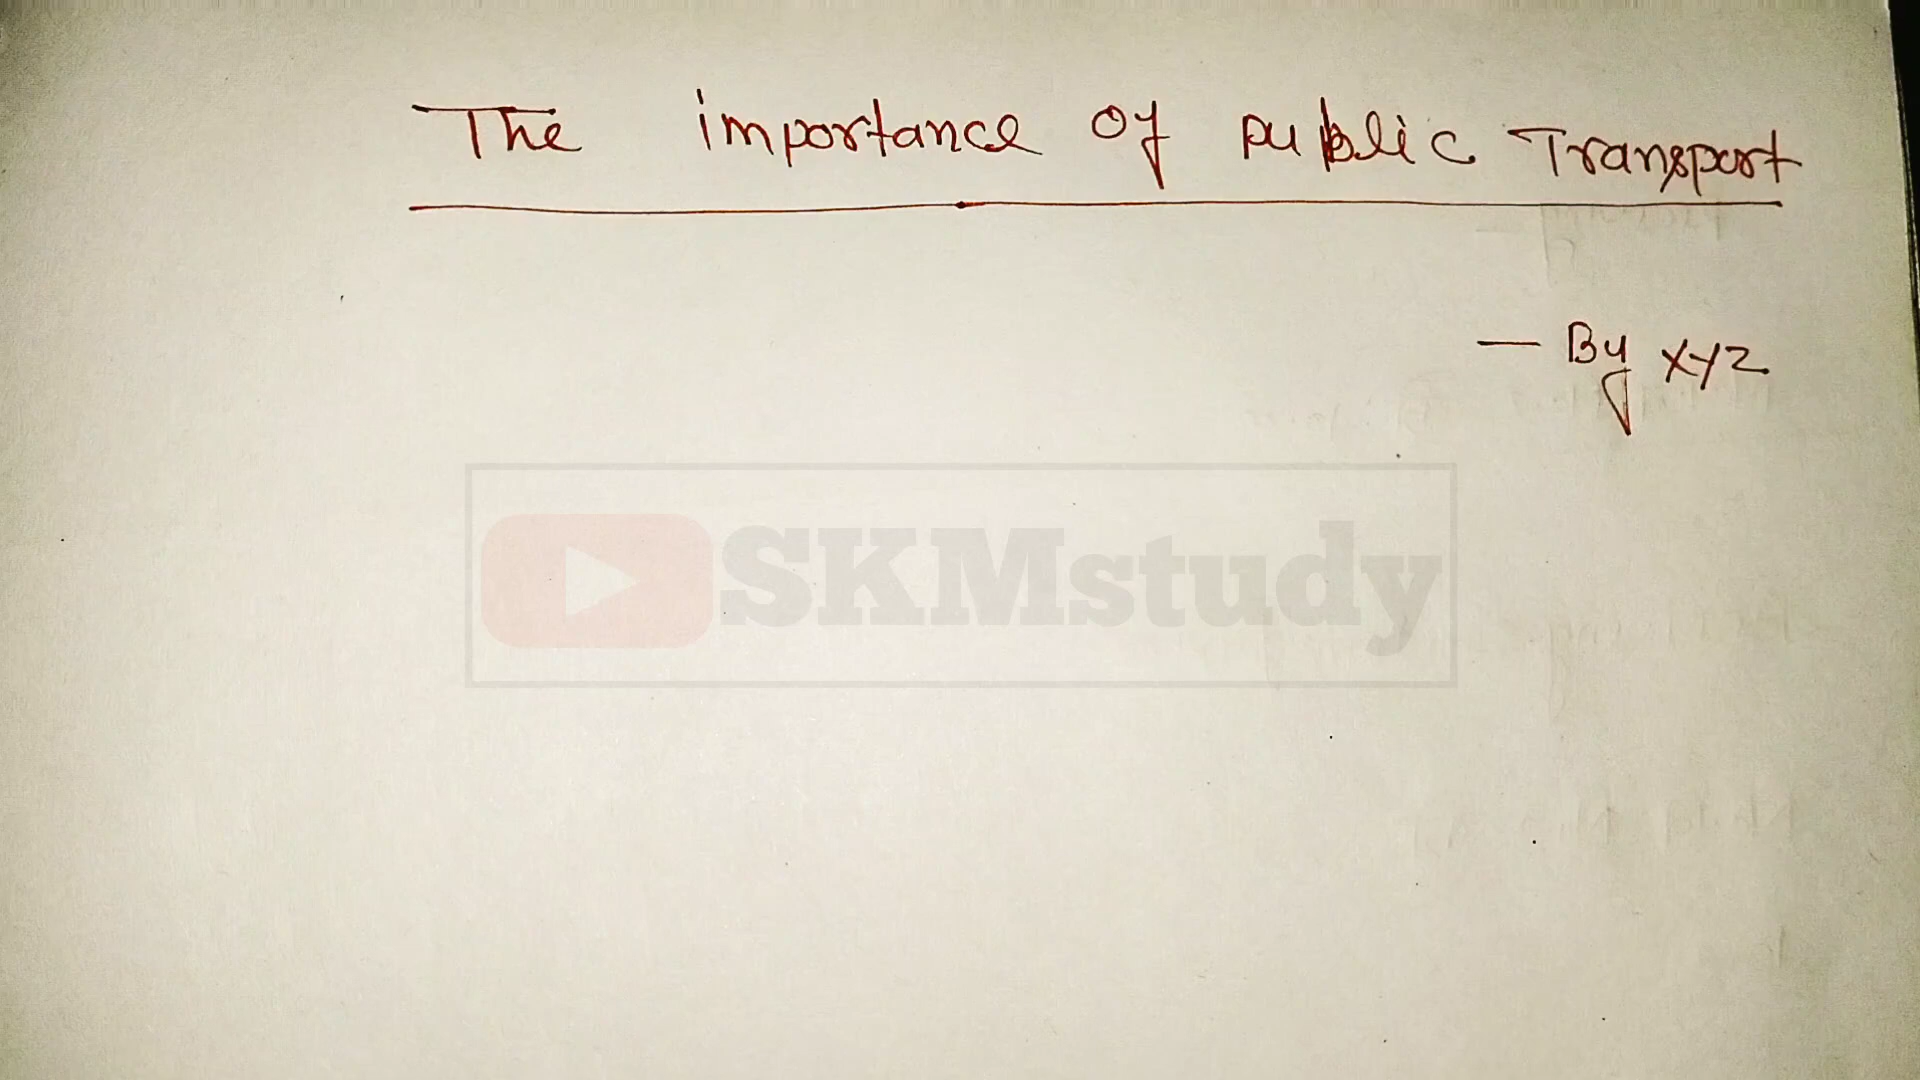 The importance of public Transport
— By XYZ
SKMstudy